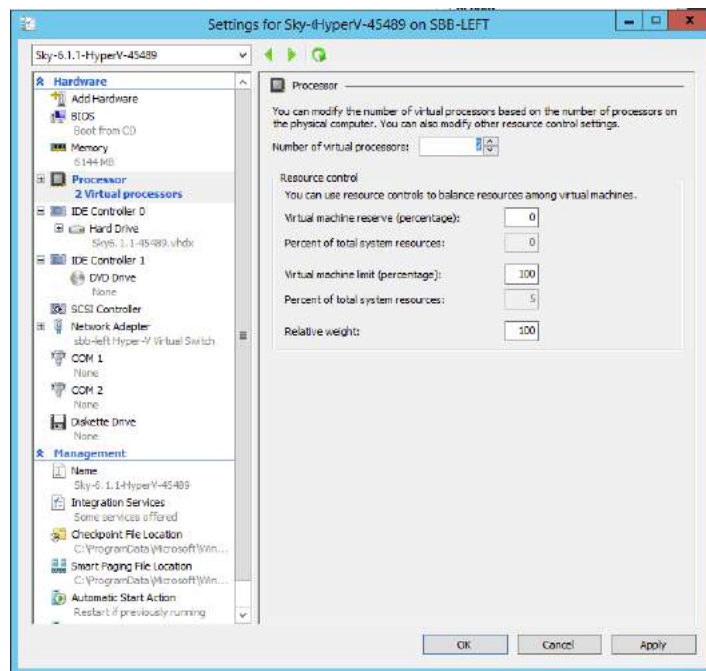 Settings for Sky-6HyperV-45489 on SBB-LEFT
Sky-6.1.1-HyperV-45489
Hardware
Add Hardware
BIOS
Boot from CD
Memory
6144 MB
Processor
2 Virtual processors
IDE Controller 0
Hard Drive
Sky6.1.1-45489.vhdx
IDE Controller 1
DVD Drive
None
SCSI Controller
Network Adapter
sbb-left Hyper-V Virtual Switch
COM 1
None
COM 2
None
Diskette Drive
None
Management
Name
Sky-6.1.1-HyperV-45489
Integration Services
Some services offered
Checkpoint File Location
C:\ProgramData\Microsoft\Win...
Smart Paging File Location
C:\ProgramData\Microsoft\Win...
Automatic Start Action
Restart if previously running
Processor
You can modify the number of virtual processors based on the number of processors on
the physical computer. You can also modify other resource control settings.
Number of virtual processors: 2
Resource control
You can use resource controls to balance resources among virtual machines.
Virtual machine reserve (percentage): 0
Percent of total system resources: 0
Virtual machine limit (percentage): 100
Percent of total system resources: 5
Relative weight: 100
OK Cancel Apply